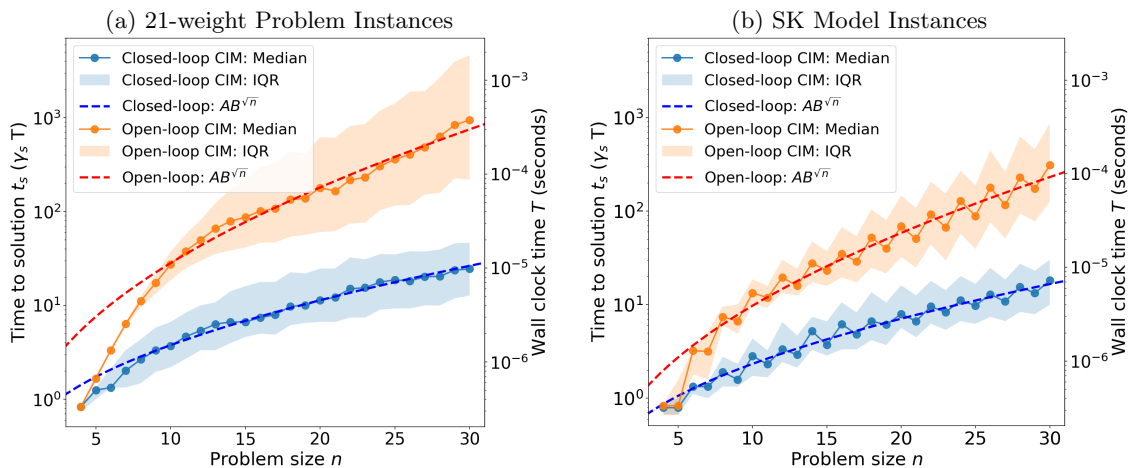 (a) 21-weight Problem Instances
Closed-loop CIM: Median
Closed-loop CIM: IQR
Closed-loop: $AB^{\sqrt{n}}$
Open-loop CIM: Median
Open-loop CIM: IQR
Open-loop: $AB^{\sqrt{n}}$
Time to solution $t_s$ ($\gamma_s$ T)
$10^3$
$10^2$
$10^1$
$10^0$
5 10 15 20 25 30
Problem size $n$
$10^{-3}$
$10^{-4}$
$10^{-5}$
$10^{-6}$
Wall clock time $T$ (seconds)
(b) SK Model Instances
Closed-loop CIM: Median
Closed-loop CIM: IQR
Closed-loop: $AB^{\sqrt{n}}$
Open-loop CIM: Median
Open-loop CIM: IQR
Open-loop: $AB^{\sqrt{n}}$
Time to solution $t_s$ ($\gamma_s$ T)
$10^3$
$10^2$
$10^1$
$10^0$
5 10 15 20 25 30
Problem size $n$
$10^{-3}$
$10^{-4}$
$10^{-5}$
$10^{-6}$
Wall clock time $T$ (seconds)